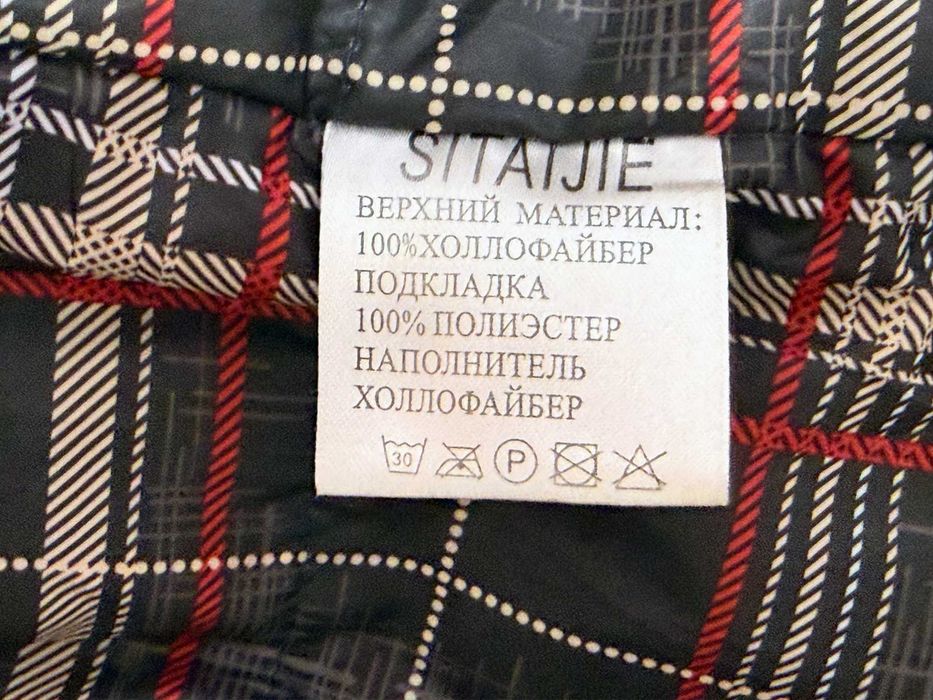 SITAIJIE
ВЕРХНИЙ МАТЕРИАЛ:
100%ХОЛЛОФАЙБЕР
ПОДКЛАДКА
100% ПОЛИЭСТЕР
НАПОЛНИТЕЛЬ
ХОЛЛОФАЙБЕР
30 P